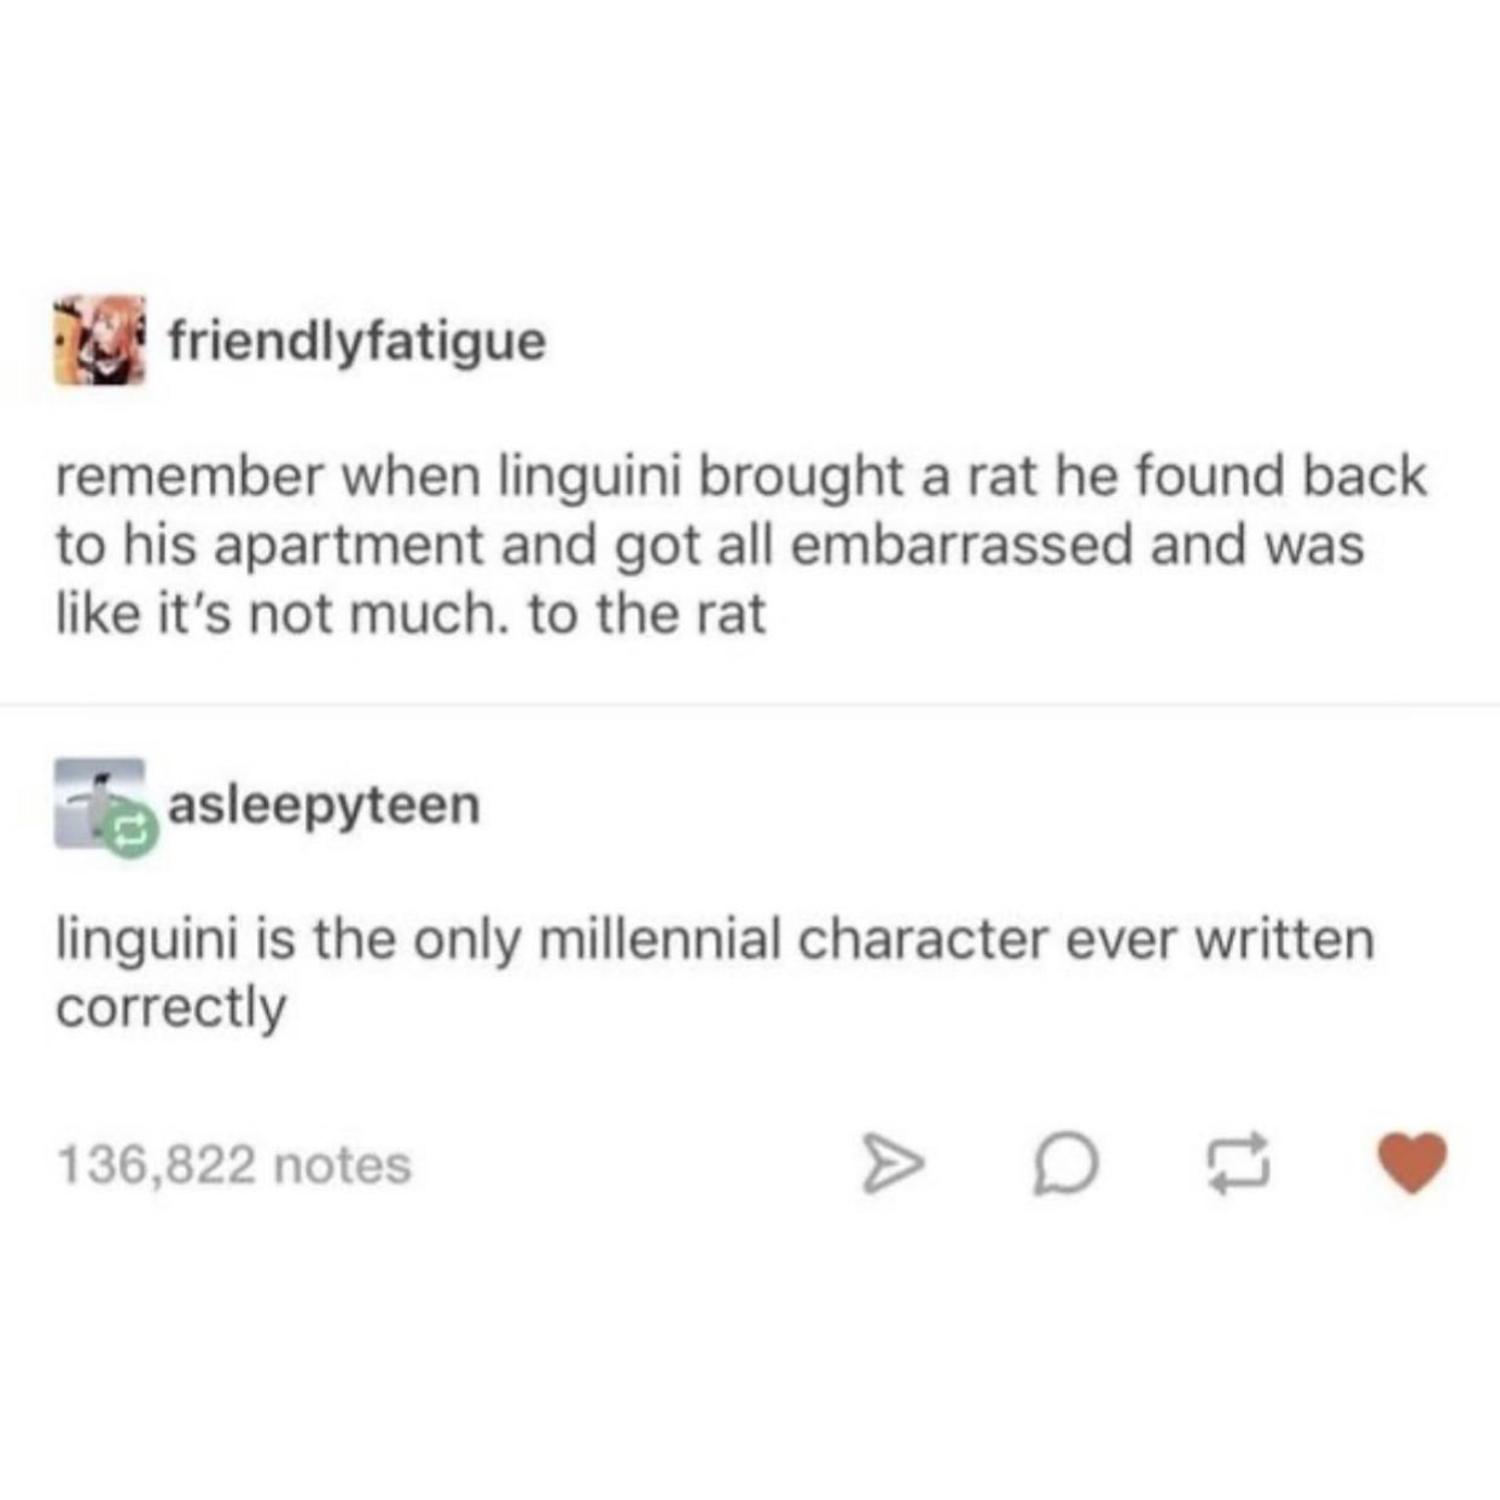 friendlyfatigue
remember when linguini brought a rat he found back
to his apartment and got all embarrassed and was
like it’s not much. to the rat
asleepyteen
linguini is the only millennial character ever written
correctly
136,822 notes